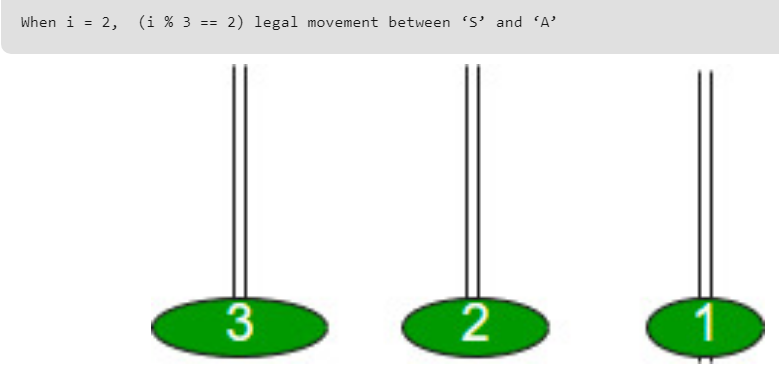 When i = 2, (i % 3 == 2) legal movement between ‘S’ and ‘A’
3 2 1